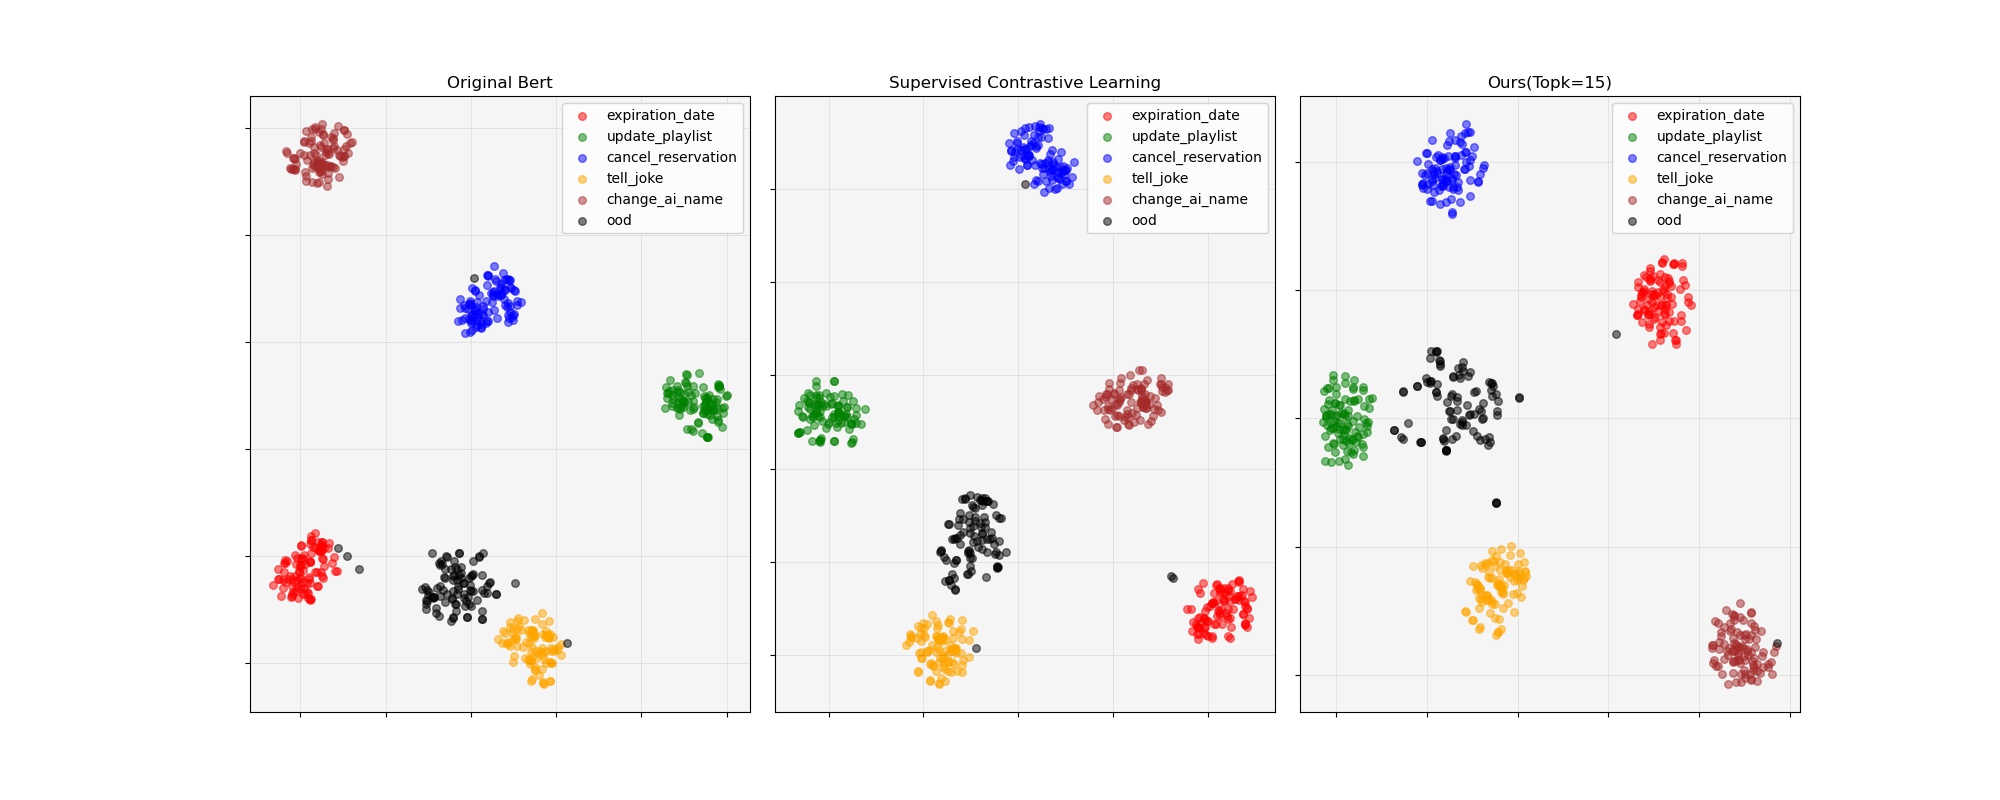 Original Bert
expiration_date
update_playlist
cancel_reservation
tell_joke
change_ai_name
ood
Supervised Contrastive Learning
expiration_date
update_playlist
cancel_reservation
tell_joke
change_ai_name
ood
Ours(Topk=15)
expiration_date
update_playlist
cancel_reservation
tell_joke
change_ai_name
ood